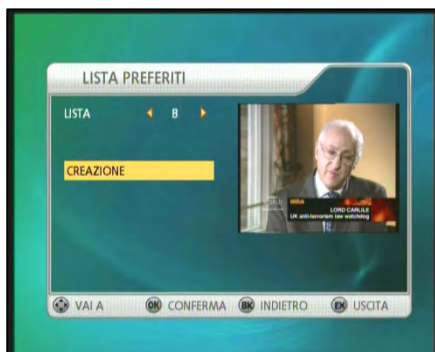 LISTA PREFERITI
LISTA B
CREAZIONE
LORD CARLILE
UK anti-terrorism law watchdog
VAI A OK CONFERMA BK INDIETRO EX USCITA